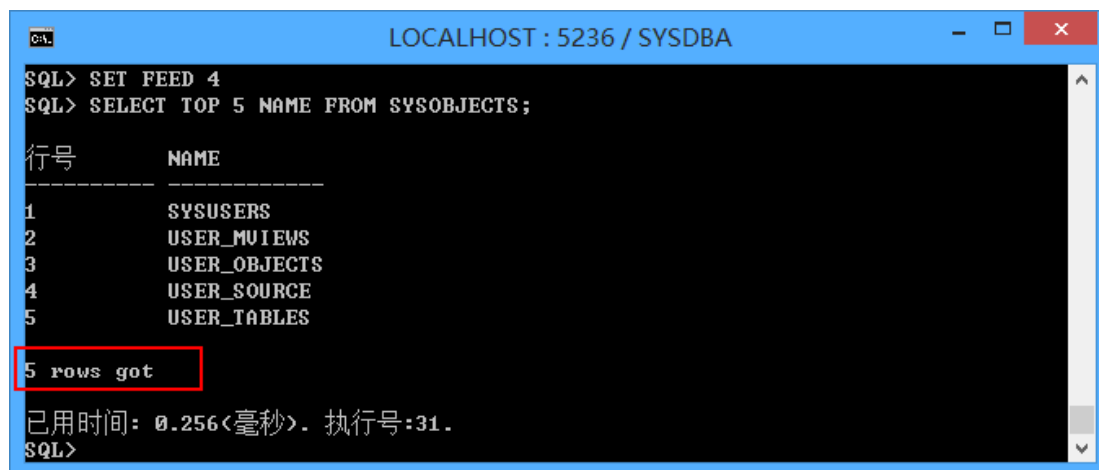 LOCALHOST : 5236 / SYSDBA
SQL> SET FEED 4
SQL> SELECT TOP 5 NAME FROM SYSOBJECTS;
行号 NAME
---------- ------------
1 SYSUSERS
2 USER_MVIEWS
3 USER_OBJECTS
4 USER_SOURCE
5 USER_TABLES
5 rows got
已用时间: 0.256(毫秒). 执行号:31.
SQL>